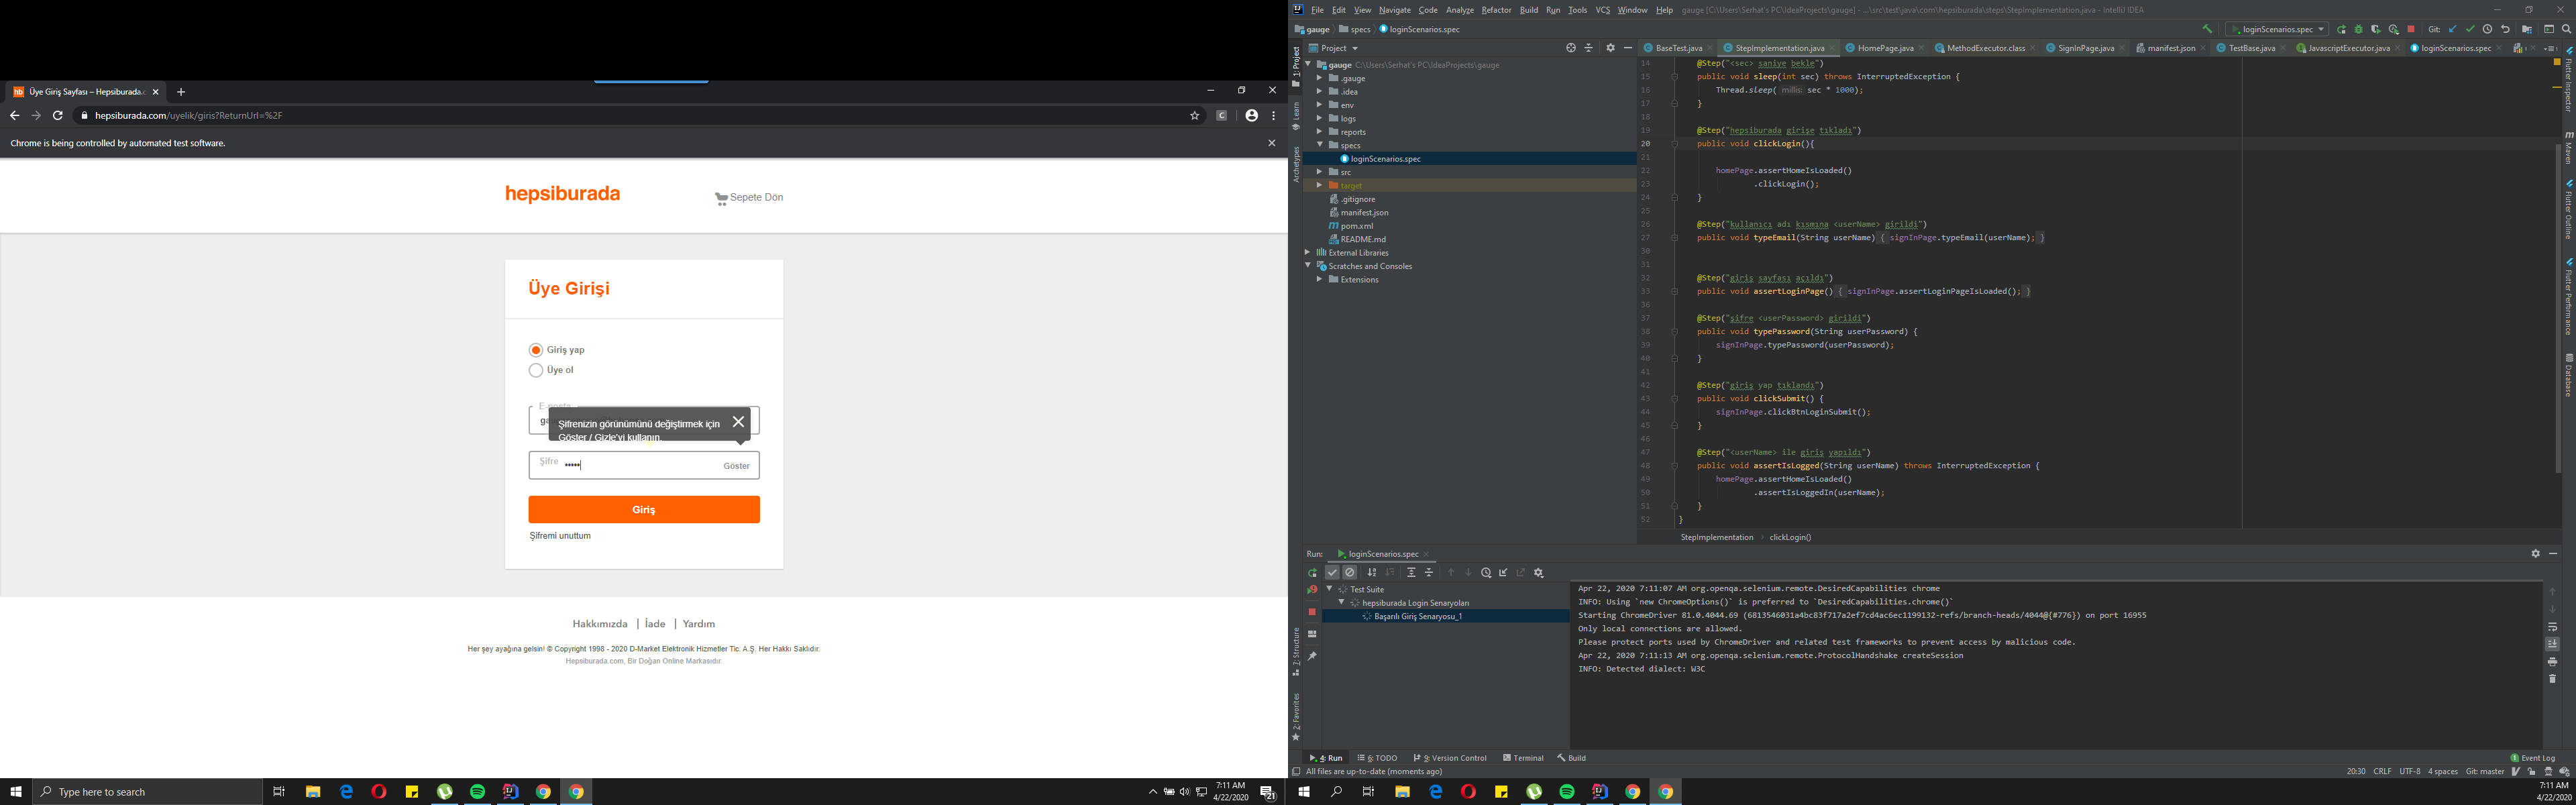 Üye Giriş Sayfası – Hepsiburada.c
hepsiburada.com/uyelik/giris?ReturnUrl=%2F
Chrome is being controlled by automated test software.
hepsiburada
Sepete Dön
Üye Girişi
Giriş yap
Üye ol
E-posta
Şifrenizin görünümünü değiştirmek için
Göster / Gizle'yi kullanın.
Şifre •••••
Göster
Giriş
Şifremi unuttum
Hakkımızda | İade | Yardım
Her şey ayağına gelsin! © Copyright 1998 - 2020 D-Market Elektronik Hizmetler Tic. A.Ş. Her Hakkı Saklıdır.
Hepsiburada.com, Bir Doğan Online Markasıdır.
Type here to search
7:11 AM
4/22/2020
21
File Edit View Navigate Code Analyze Refactor Build Run Tools VCS Window Help gauge [C:\Users\Serhat's PC\IdeaProjects\gauge] - ...\src\test\java\com\hepsiburada\steps\StepImplementation.java - IntelliJ IDEA
gauge specs loginScenarios.spec
loginScenarios.spec
Git:
Project
BaseTest.java StepImplementation.java HomePage.java MethodExecutor.class SignInPage.java manifest.json TestBase.java JavascriptExecutor.java loginScenarios.spec
1: Project
Learn
Archetypes
7: Structure
2: Favorites
gauge C:\Users\Serhat's PC\IdeaProjects\gauge
.gauge
.idea
env
logs
reports
specs
loginScenarios.spec
src
target
.gitignore
manifest.json
pom.xml
README.md
External Libraries
Scratches and Consoles
Extensions
14 @Step("<sec> saniye bekle")
15 public void sleep(int sec) throws InterruptedException {
16 Thread.sleep( millis: sec * 1000);
17 }
18
19 @Step("hepsiburada girişe tıkladı")
20 public void clickLogin(){
21
22 homePage.assertHomeIsLoaded()
23 .clickLogin();
24 }
25
26 @Step("kullanıcı adı kısmına <userName> girildi")
27 public void typeEmail(String userName) { signInPage.typeEmail(userName); }
30
31
32 @Step("giriş sayfası açıldı")
33 public void assertLoginPage() { signInPage.assertLoginPageIsLoaded(); }
36
37 @Step("şifre <userPassword> girildi")
38 public void typePassword(String userPassword) {
39 signInPage.typePassword(userPassword);
40 }
41
42 @Step("giriş yap tıklandı")
43 public void clickSubmit() {
44 signInPage.clickBtnLoginSubmit();
45 }
46
47 @Step("<userName> ile giriş yapıldı")
48 public void assertIsLogged(String userName) throws InterruptedException {
49 homePage.assertHomeIsLoaded()
50 .assertIsLoggedIn(userName);
51 }
52 }
StepImplementation clickLogin()
Flutter Inspector
Maven
Flutter Outline
Flutter Performance
Database
Run: loginScenarios.spec
Test Suite
hepsiburada Login Senaryoları
Başarılı Giriş Senaryosu_1
Apr 22, 2020 7:11:07 AM org.openqa.selenium.remote.DesiredCapabilities chrome
INFO: Using `new ChromeOptions()` is preferred to `DesiredCapabilities.chrome()`
Starting ChromeDriver 81.0.4044.69 (6813546031a4bc83f717a2ef7cd4ac6ec1199132-refs/branch-heads/4044@{#776}) on port 16955
Only local connections are allowed.
Please protect ports used by ChromeDriver and related test frameworks to prevent access by malicious code.
Apr 22, 2020 7:11:13 AM org.openqa.selenium.remote.ProtocolHandshake createSession
INFO: Detected dialect: W3C
4: Run 6: TODO 9: Version Control Terminal Build
1 Event Log
All files are up-to-date (moments ago)
20:30 CRLF UTF-8 4 spaces Git: master
7:11 AM
4/22/2020